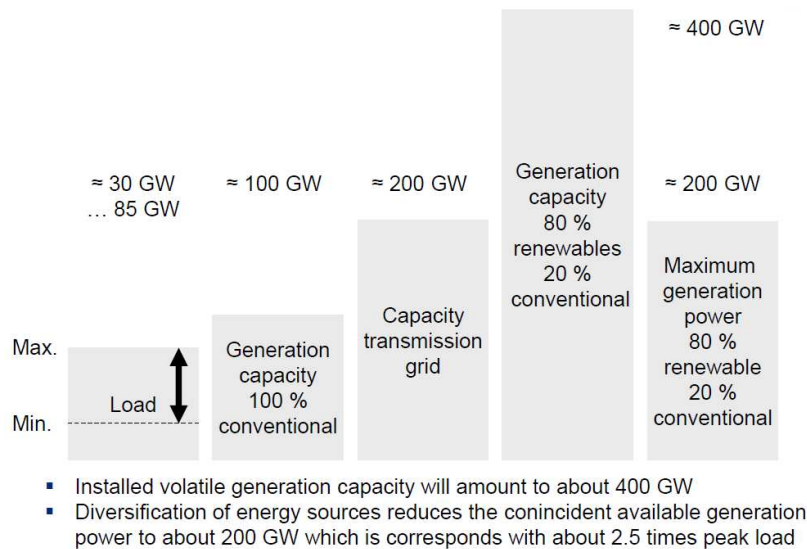 ≈ 400 GW
≈ 30 GW
… 85 GW
≈ 100 GW
≈ 200 GW
Generation
capacity
80 %
renewables
20 %
conventional
≈ 200 GW
Max.
Min.
Load
Generation
capacity
100 %
conventional
Capacity
transmission
grid
Maximum
generation
power
80 %
renewable
20 %
conventional
▪ Installed volatile generation capacity will amount to about 400 GW
▪ Diversification of energy sources reduces the conincident available generation
power to about 200 GW which is corresponds with about 2.5 times peak load